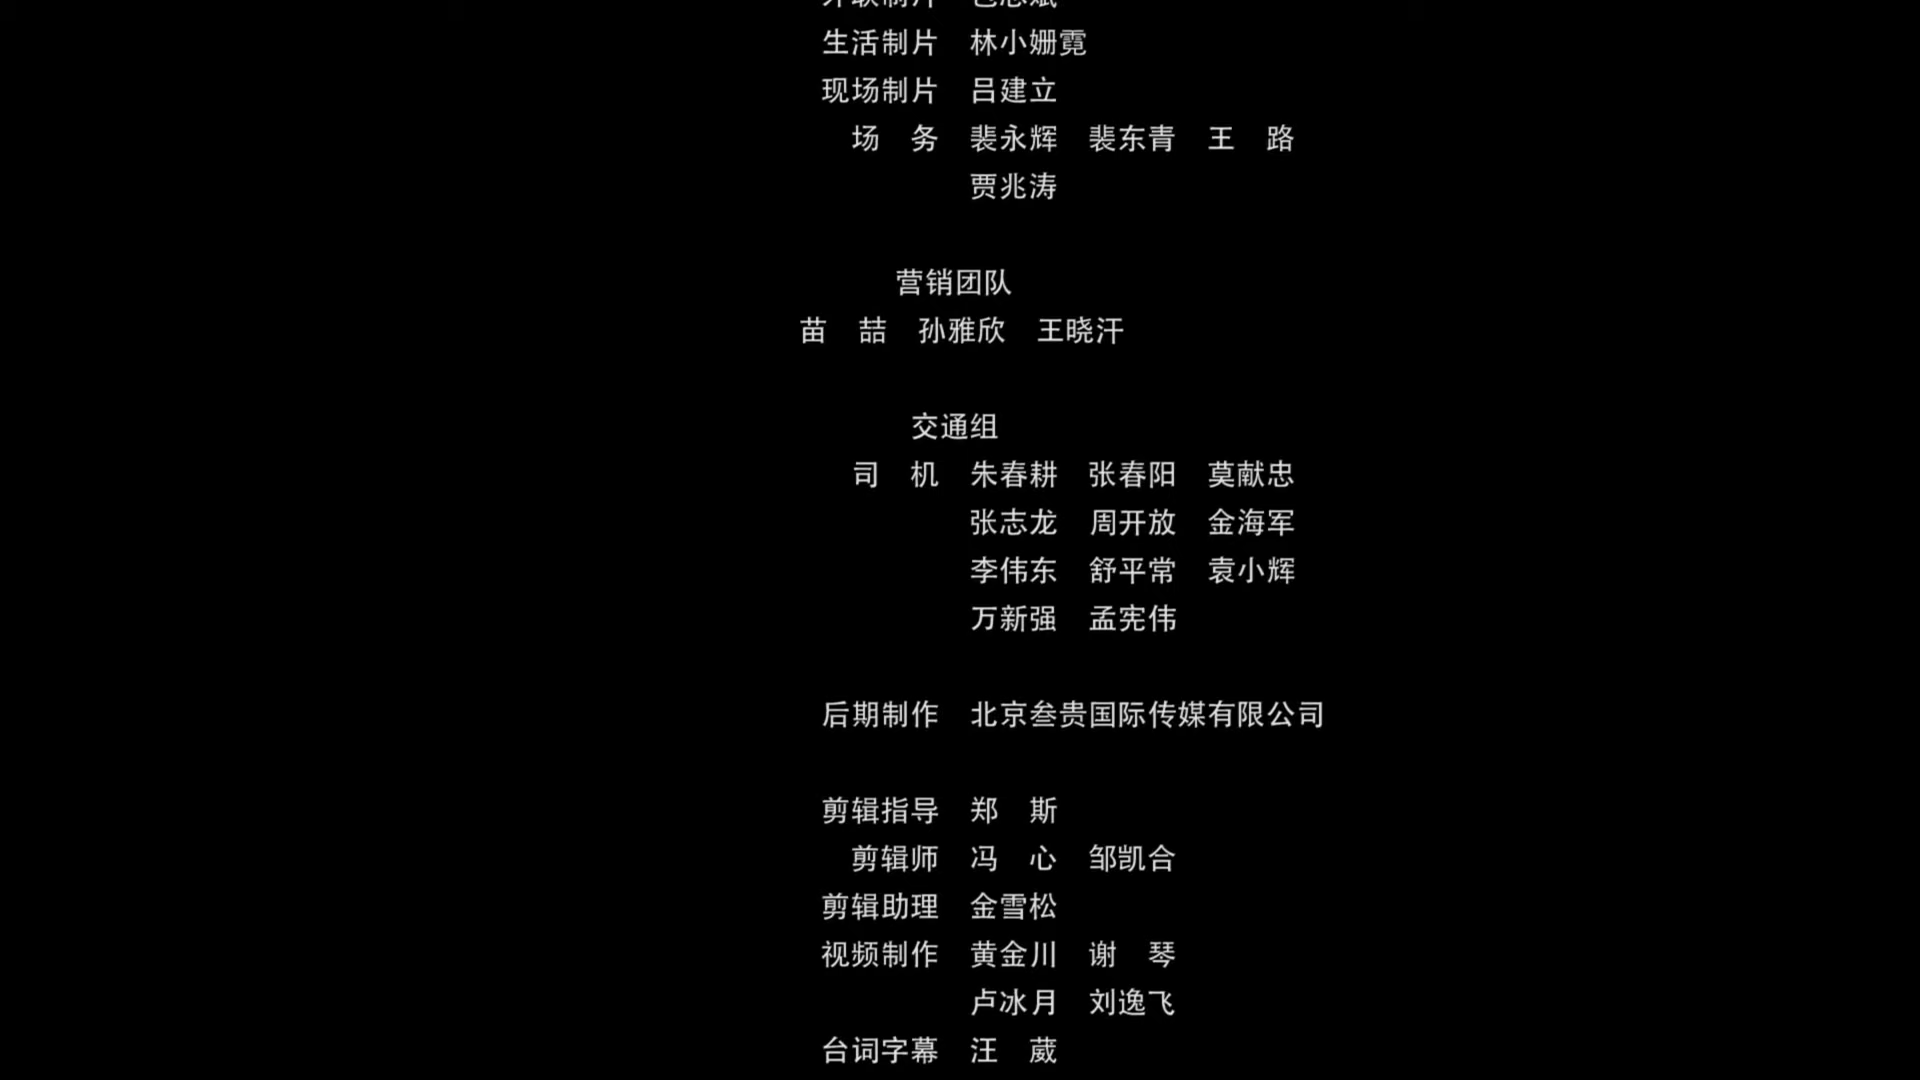 生活制片 林小姗霓
现场制片 吕建立
场 务 裴永辉 裴东青 王 路
贾兆涛
营销团队
苗 喆 孙雅欣 王晓汗
交通组
司 机 朱春耕 张春阳 莫献忠
张志龙 周开放 金海军
李伟东 舒平常 袁小辉
万新强 孟宪伟
后期制作 北京叁贵国际传媒有限公司
剪辑指导 郑 斯
剪辑师 冯 心 邹凯合
剪辑助理 金雪松
视频制作 黄金川 谢 琴
卢冰月 刘逸飞
台词字幕 汪 葳